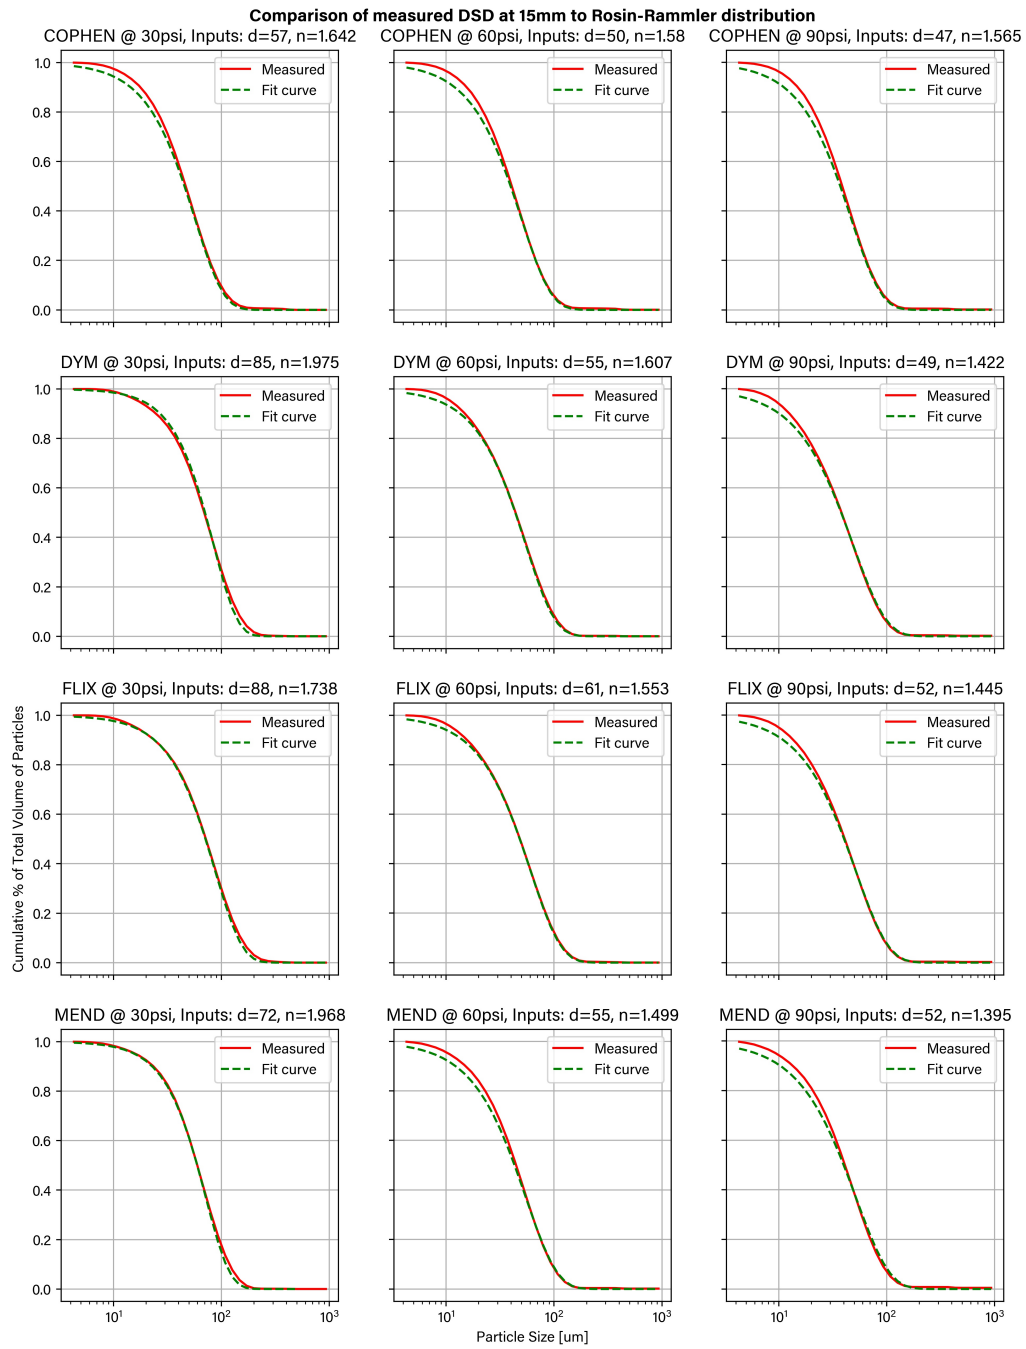 Comparison of measured DSD at 15mm to Rosin-Rammler distribution
COPHEN @ 30psi, Inputs: d=57, n=1.642
COPHEN @ 60psi, Inputs: d=50, n=1.58
COPHEN @ 90psi, Inputs: d=47, n=1.565
1.0
0.8
0.6
0.4
0.2
0.0
Measured
Fit curve
Measured
Fit curve
Measured
Fit curve
DYM @ 30psi, Inputs: d=85, n=1.975
DYM @ 60psi, Inputs: d=55, n=1.607
DYM @ 90psi, Inputs: d=49, n=1.422
1.0
0.8
0.6
0.4
0.2
0.0
Measured
Fit curve
Measured
Fit curve
Measured
Fit curve
Cumulative % of Total Volume of Particles
FLIX @ 30psi, Inputs: d=88, n=1.738
FLIX @ 60psi, Inputs: d=61, n=1.553
FLIX @ 90psi, Inputs: d=52, n=1.445
1.0
0.8
0.6
0.4
0.2
0.0
Measured
Fit curve
Measured
Fit curve
Measured
Fit curve
MEND @ 30psi, Inputs: d=72, n=1.968
MEND @ 60psi, Inputs: d=55, n=1.499
MEND @ 90psi, Inputs: d=52, n=1.395
1.0
0.8
0.6
0.4
0.2
0.0
Measured
Fit curve
Measured
Fit curve
Measured
Fit curve
10¹ 10² 10³
10¹ 10² 10³
10¹ 10² 10³
Particle Size [um]